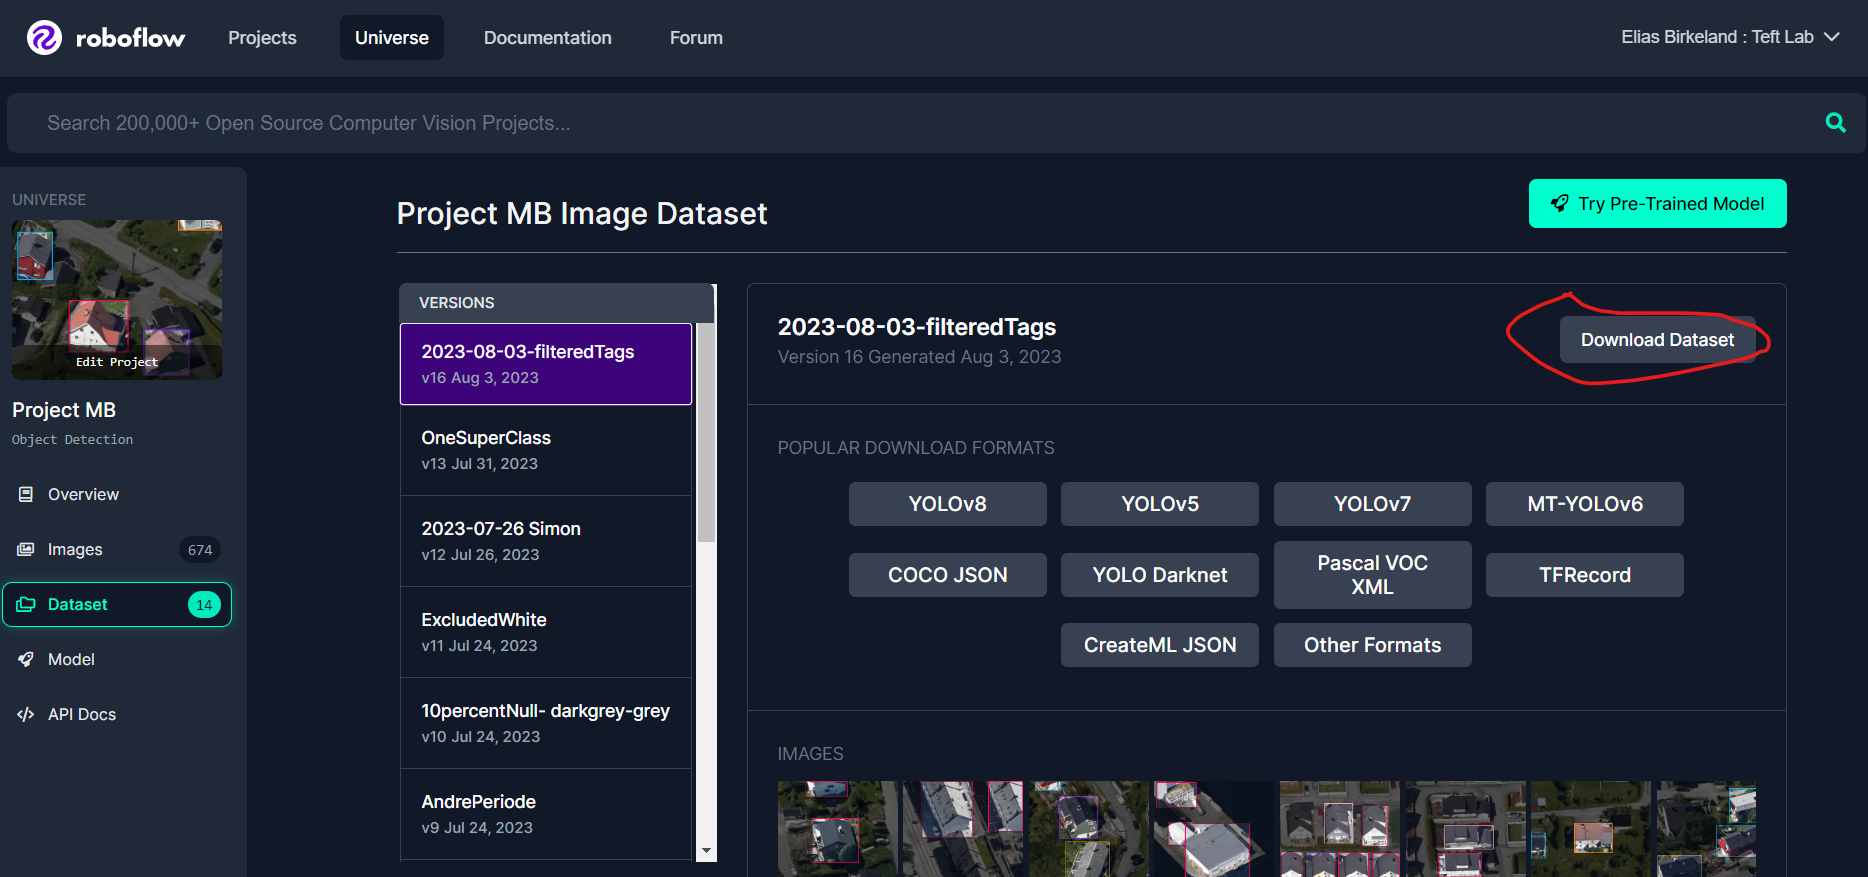 roboflow
Projects
Universe
Documentation
Forum
Elias Birkeland : Teft Lab
Search 200,000+ Open Source Computer Vision Projects...
UNIVERSE
Edit Project
Project MB
Object Detection
Overview
Images 674
Dataset 14
Model
API Docs
Project MB Image Dataset
Try Pre-Trained Model
VERSIONS
2023-08-03-filteredTags
v16 Aug 3, 2023
OneSuperClass
v13 Jul 31, 2023
2023-07-26 Simon
v12 Jul 26, 2023
ExcludedWhite
v11 Jul 24, 2023
10percentNull- darkgrey-grey
v10 Jul 24, 2023
AndrePeriode
v9 Jul 24, 2023
2023-08-03-filteredTags
Version 16 Generated Aug 3, 2023
Download Dataset
POPULAR DOWNLOAD FORMATS
YOLOv8
YOLOv5
YOLOv7
MT-YOLOv6
COCO JSON
YOLO Darknet
Pascal VOC
XML
TFRecord
CreateML JSON
Other Formats
IMAGES